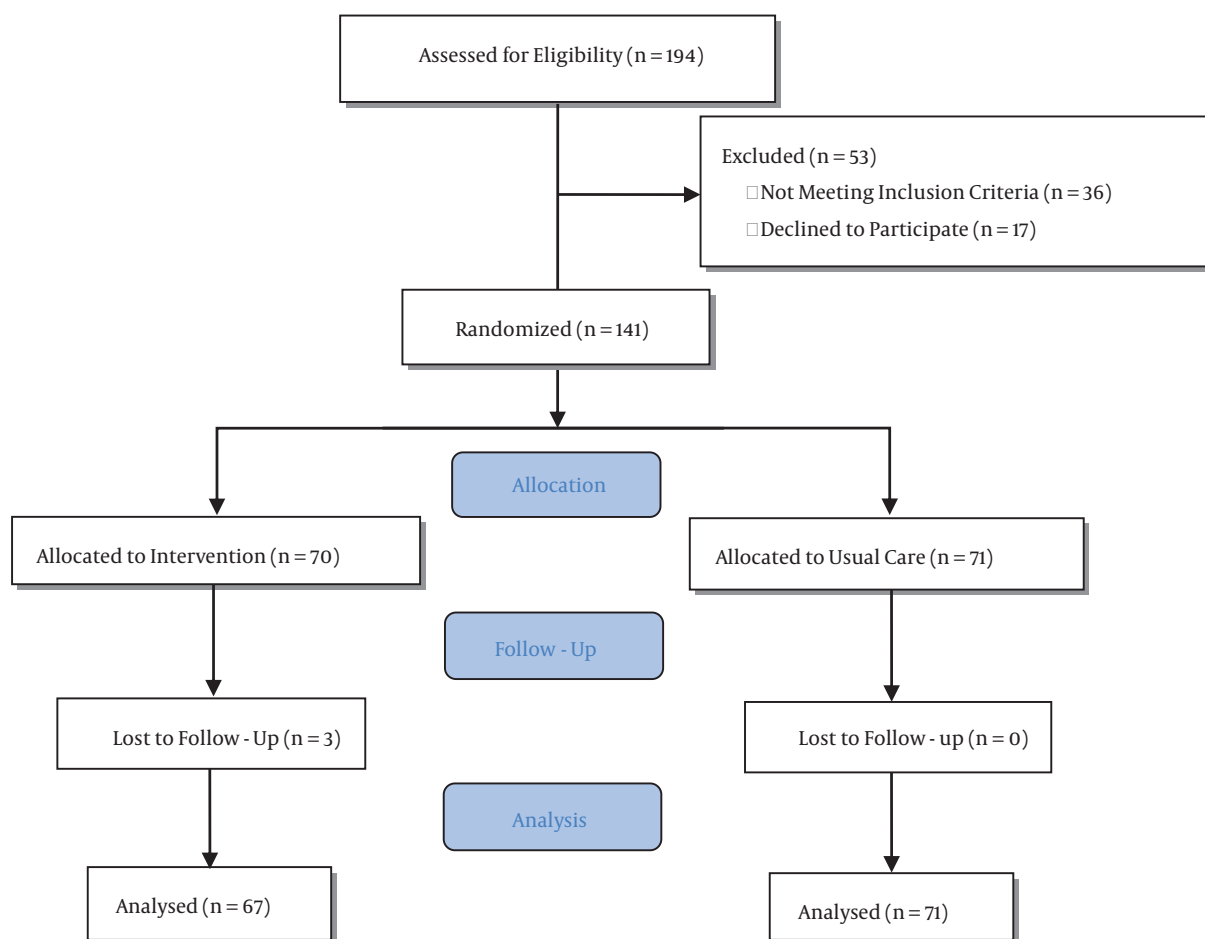 Assessed for Eligibility (n = 194)
Excluded (n = 53)
□Not Meeting Inclusion Criteria (n = 36)
□Declined to Participate (n = 17)
Randomized (n = 141)
Allocation
Allocated to Intervention (n = 70)
Allocated to Usual Care (n = 71)
Follow - Up
Lost to Follow - Up (n = 3)
Lost to Follow - up (n = 0)
Analysis
Analysed (n = 67)
Analysed (n = 71)